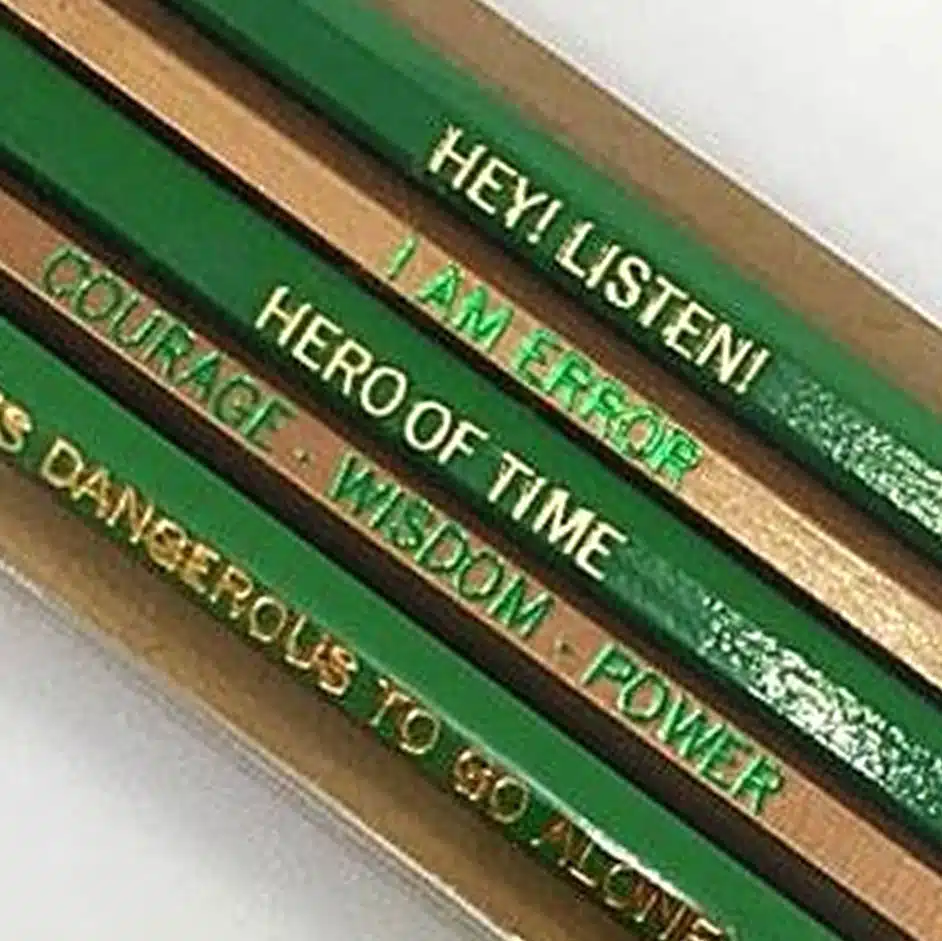 HEY! LISTEN!
I AM ERROR
HERO OF TIME
COURAGE · WISDOM · POWER
S DANGEROUS TO GO ALONE